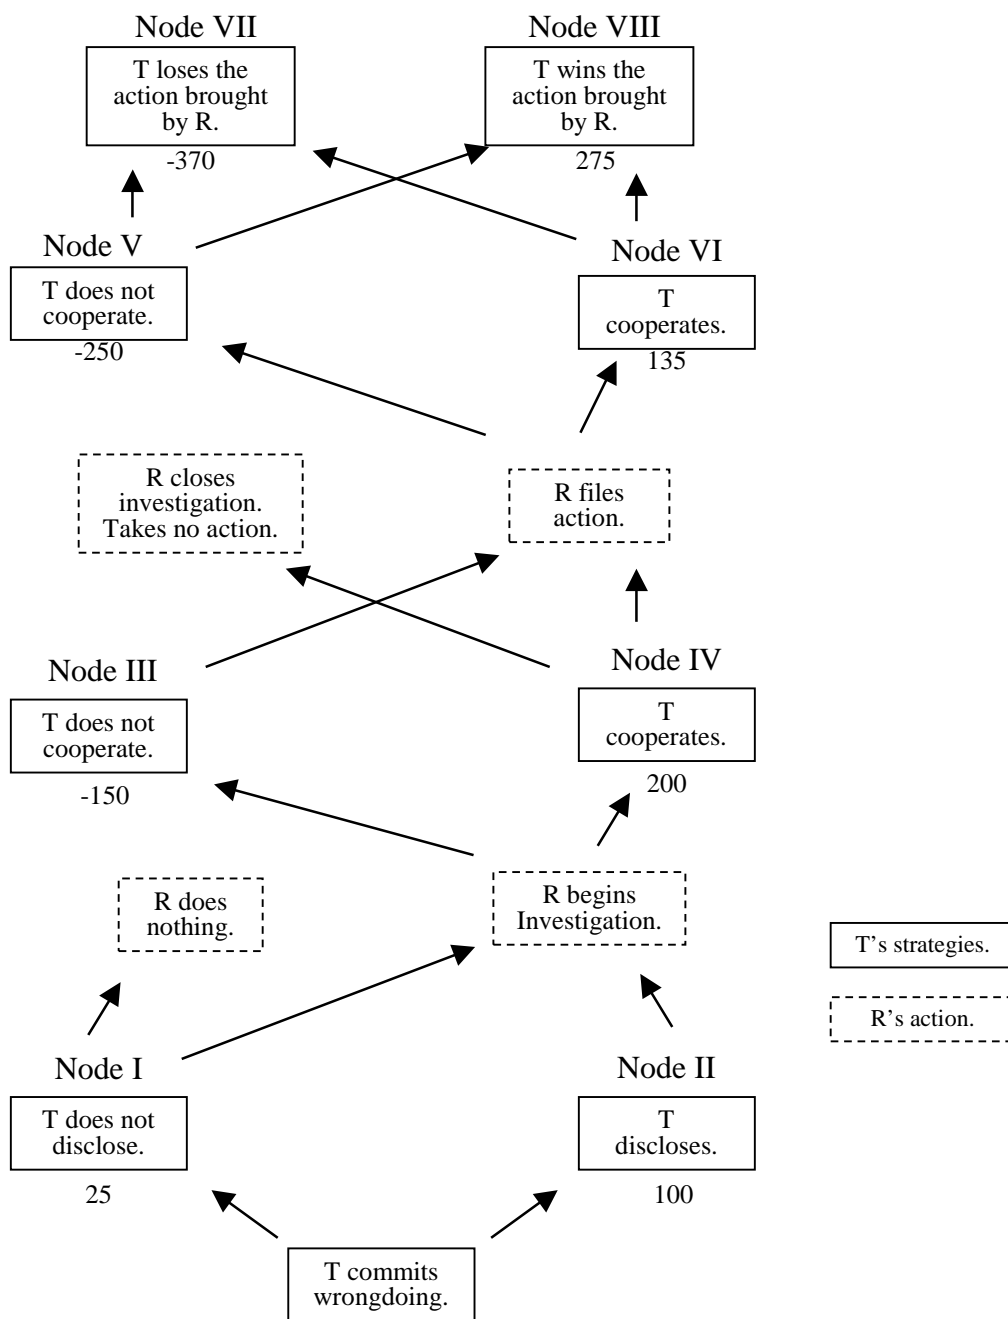 Node VII
Node VIII
T loses the
action brought
by R.
-370
T wins the
action brought
by R.
275
Node V
Node VI
T does not
cooperate.
-250
T
cooperates.
135
R closes
investigation.
Takes no action.
R files
action.
Node III
Node IV
T does not
cooperate.
-150
T
cooperates.
200
R does
nothing.
R begins
Investigation.
T’s strategies.
R’s action.
Node I
Node II
T does not
disclose.
25
T
discloses.
100
T commits
wrongdoing.